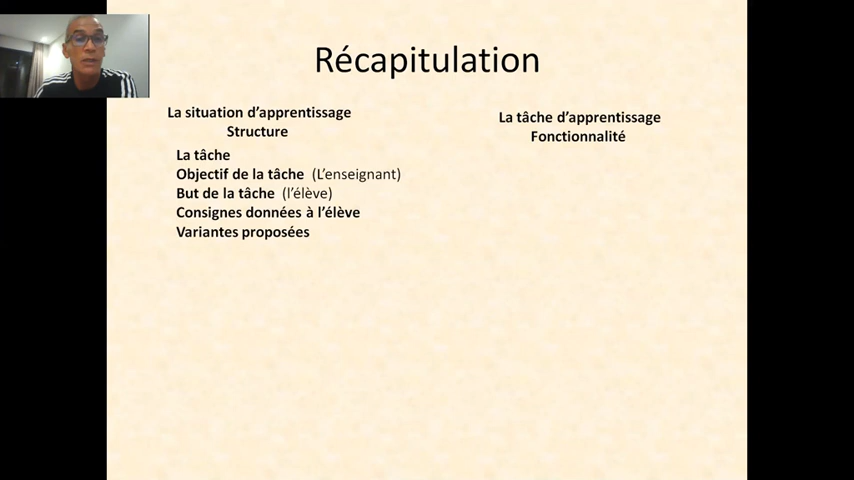 Récapitulation
La situation d'apprentissage
Structure
La tâche
Objectif de la tâche (L'enseignant)
But de la tâche (l'élève)
Consignes données à l'élève
Variantes proposées
La tâche d'apprentissage
Fonctionnalité